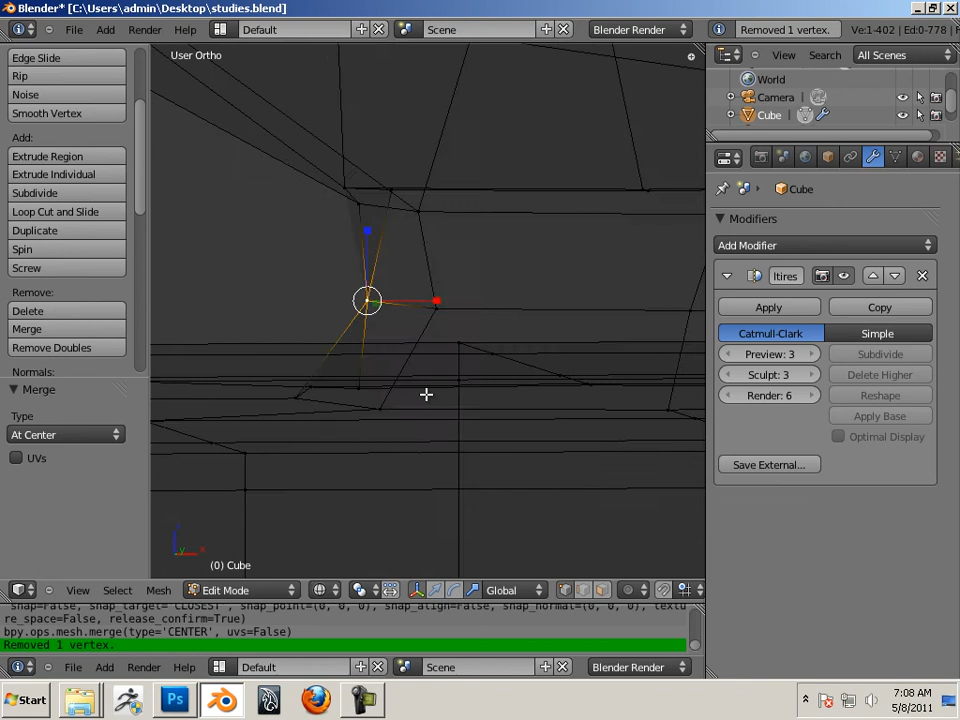 Blender* [C:\Users\admin\Desktop\studies.blend]
File Add Render Help Default Scene Blender Render Removed 1 vertex. Ve:1-402 | Ed:0-778 |
Edge Slide
Rip
Noise
Smooth Vertex
Add:
Extrude Region
Extrude Individual
Subdivide
Loop Cut and Slide
Duplicate
Spin
Screw
Remove:
Delete
Merge
Remove Doubles
Normals:
Merge
Type
At Center
UVs
User Ortho
(0) Cube
View Search All Scenes
World
Camera
Cube
Cube
Modifiers
Add Modifier
ltires
Apply Copy
Catmull-Clark Simple
Preview: 3 Subdivide
Sculpt: 3 Delete Higher
Render: 6 Reshape
Apply Base
Optimal Display
Save External...
View Select Mesh Edit Mode Global
snap=False, snap_target='CLOSEST', snap_point=(0, 0, 0), snap_align=False, snap_normal=(0, 0, 0), textu
re_space=False, release_confirm=True)
bpy.ops.mesh.merge(type='CENTER', uvs=False)
Removed 1 vertex.
File Add Render Help Default Scene Blender Render
Start Ps 7:08 AM
5/8/2011